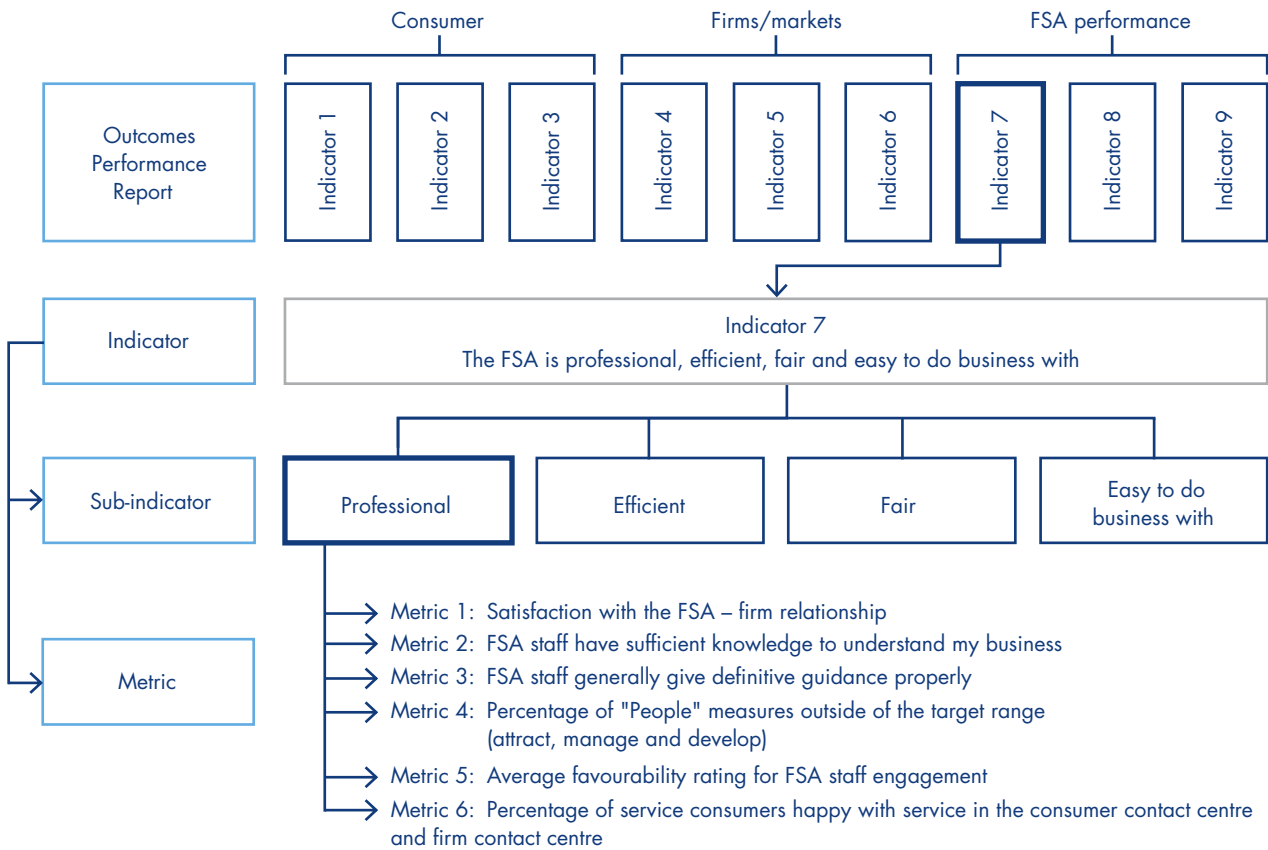 Consumer
Firms/markets
FSA performance
Outcomes
Performance
Report
Indicator 1
Indicator 2
Indicator 3
Indicator 4
Indicator 5
Indicator 6
Indicator 7
Indicator 8
Indicator 9
Indicator
Indicator 7
The FSA is professional, efficient, fair and easy to do business with
Sub-indicator
Professional
Efficient
Fair
Easy to do
business with
Metric
Metric 1: Satisfaction with the FSA – firm relationship
Metric 2: FSA staff have sufficient knowledge to understand my business
Metric 3: FSA staff generally give definitive guidance properly
Metric 4: Percentage of "People" measures outside of the target range
(attract, manage and develop)
Metric 5: Average favourability rating for FSA staff engagement
Metric 6: Percentage of service consumers happy with service in the consumer contact centre
and firm contact centre